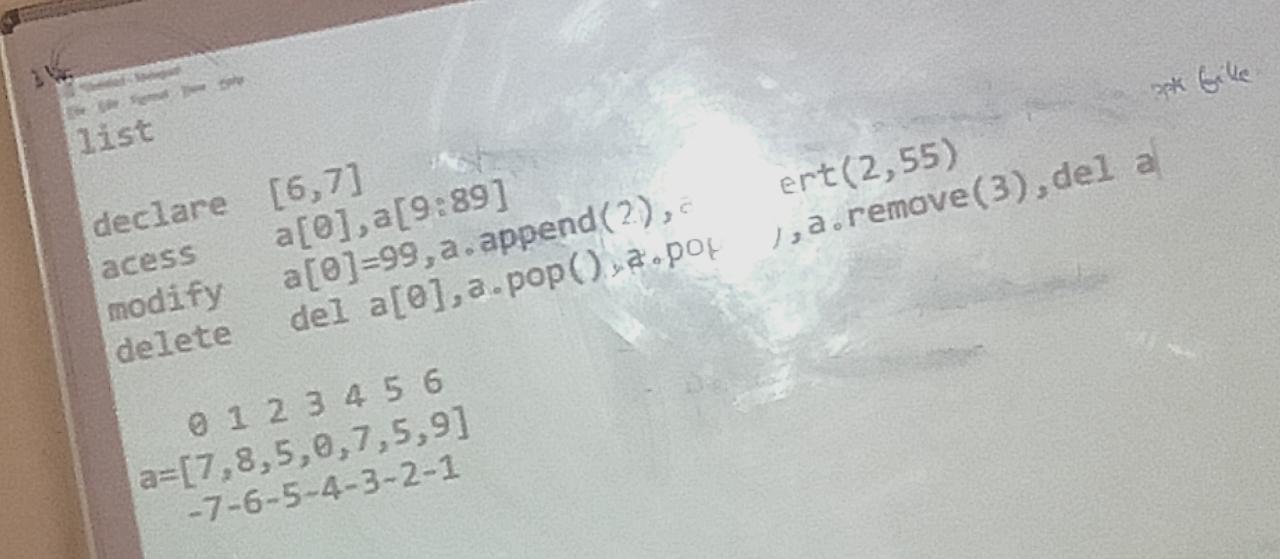 list
declare [6,7]
acess a[0],a[9:89]
modify a[0]=99,a.append(2),a ert(2,55)
delete del a[0],a.pop(),a.pop ),a.remove(3),del a
0 1 2 3 4 5 6
a=[7,8,5,0,7,5,9]
-7-6-5-4-3-2-1